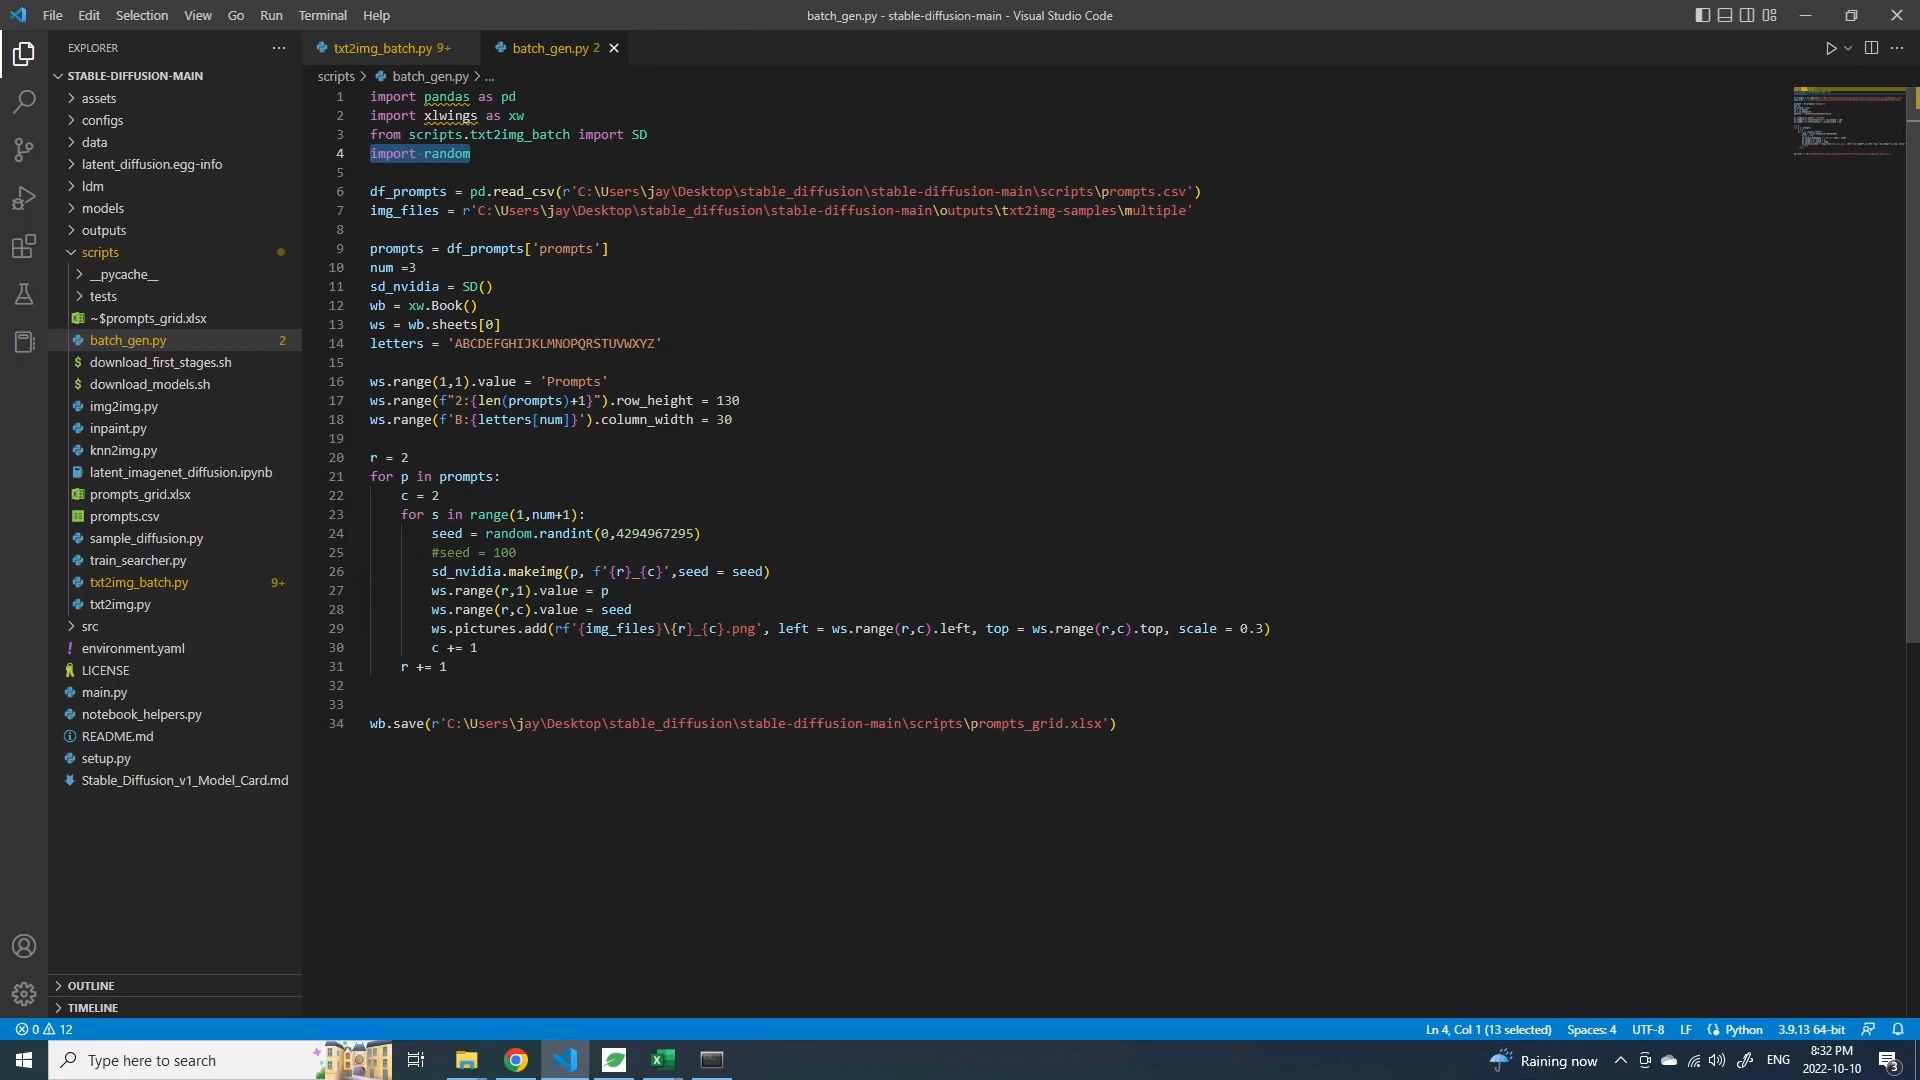 File Edit Selection View Go Run Terminal Help
batch_gen.py - stable-diffusion-main - Visual Studio Code
EXPLORER
STABLE-DIFFUSION-MAIN
assets
configs
data
latent_diffusion.egg-info
ldm
models
outputs
scripts
__pycache__
tests
~$prompts_grid.xlsx
batch_gen.py 2
download_first_stages.sh
download_models.sh
img2img.py
inpaint.py
knn2img.py
latent_imagenet_diffusion.ipynb
prompts_grid.xlsx
prompts.csv
sample_diffusion.py
train_searcher.py
txt2img_batch.py 9+
txt2img.py
src
environment.yaml
LICENSE
main.py
notebook_helpers.py
README.md
setup.py
Stable_Diffusion_v1_Model_Card.md
OUTLINE
TIMELINE
txt2img_batch.py 9+ batch_gen.py 2
scripts > batch_gen.py > ...
1 import pandas as pd
2 import xlwings as xw
3 from scripts.txt2img_batch import SD
4 import random
5
6 df_prompts = pd.read_csv(r'C:\Users\jay\Desktop\stable_diffusion\stable-diffusion-main\scripts\prompts.csv')
7 img_files = r'C:\Users\jay\Desktop\stable_diffusion\stable-diffusion-main\outputs\txt2img-samples\multiple'
8
9 prompts = df_prompts['prompts']
10 num =3
11 sd_nvidia = SD()
12 wb = xw.Book()
13 ws = wb.sheets[0]
14 letters = 'ABCDEFGHIJKLMNOPQRSTUVWXYZ'
15
16 ws.range(1,1).value = 'Prompts'
17 ws.range(f"2:{len(prompts)+1}").row_height = 130
18 ws.range(f'B:{letters[num]}').column_width = 30
19
20 r = 2
21 for p in prompts:
22 c = 2
23 for s in range(1,num+1):
24 seed = random.randint(0,4294967295)
25 #seed = 100
26 sd_nvidia.makeimg(p, f'{r}_{c}',seed = seed)
27 ws.range(r,1).value = p
28 ws.range(r,c).value = seed
29 ws.pictures.add(rf'{img_files}\{r}_{c}.png', left = ws.range(r,c).left, top = ws.range(r,c).top, scale = 0.3)
30 c += 1
31 r += 1
32
33
34 wb.save(r'C:\Users\jay\Desktop\stable_diffusion\stable-diffusion-main\scripts\prompts_grid.xlsx')
0 12
Ln 4, Col 1 (13 selected) Spaces: 4 UTF-8 LF Python 3.9.13 64-bit
Type here to search
Raining now
ENG
8:32 PM
2022-10-10
3